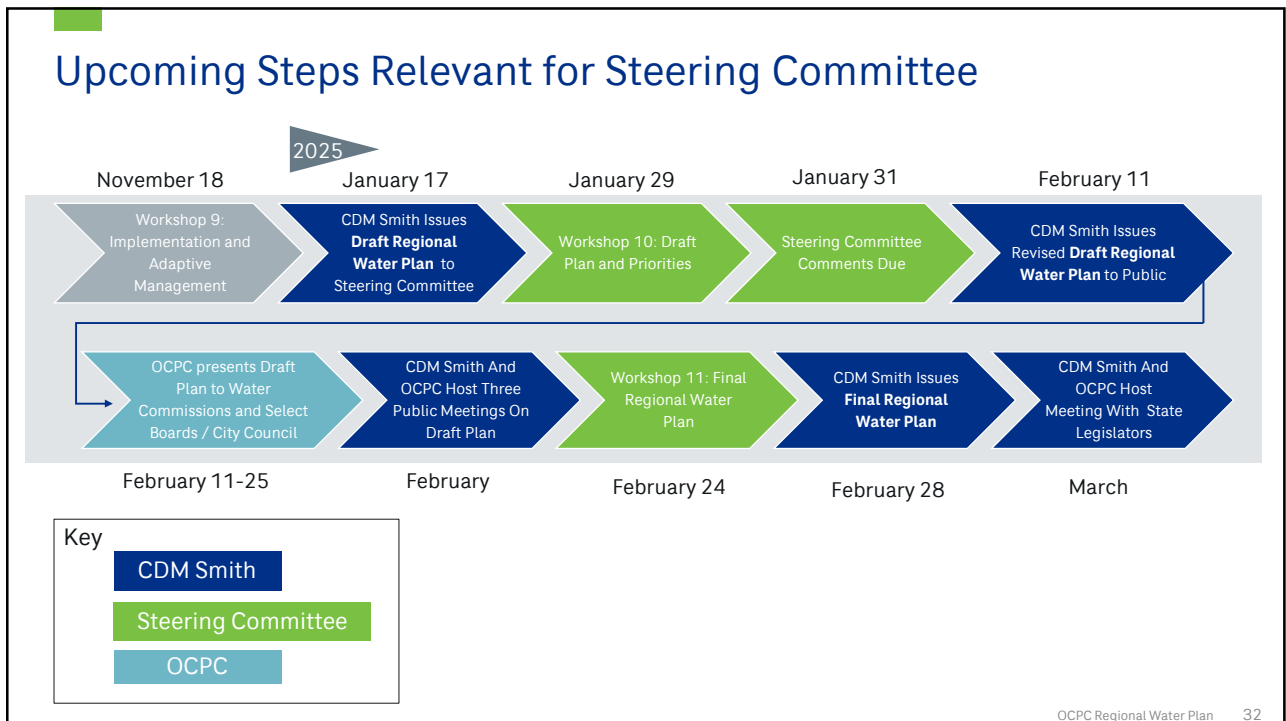 Upcoming Steps Relevant for Steering Committee
2025
November 18
January 17
January 29
January 31
February 11
Workshop 9:
Implementation and
Adaptive
Management
CDM Smith Issues
Draft Regional
Water Plan to
Steering Committee
Workshop 10: Draft
Plan and Priorities
Steering Committee
Comments Due
CDM Smith Issues
Revised Draft Regional
Water Plan to Public
OCPC presents Draft
Plan to Water
Commissions and Select
Boards / City Council
CDM Smith And
OCPC Host Three
Public Meetings On
Draft Plan
Workshop 11: Final
Regional Water
Plan
CDM Smith Issues
Final Regional
Water Plan
CDM Smith And
OCPC Host
Meeting With State
Legislators
February 11-25
February
February 24
February 28
March
Key
CDM Smith
Steering Committee
OCPC
OCPC Regional Water Plan 32